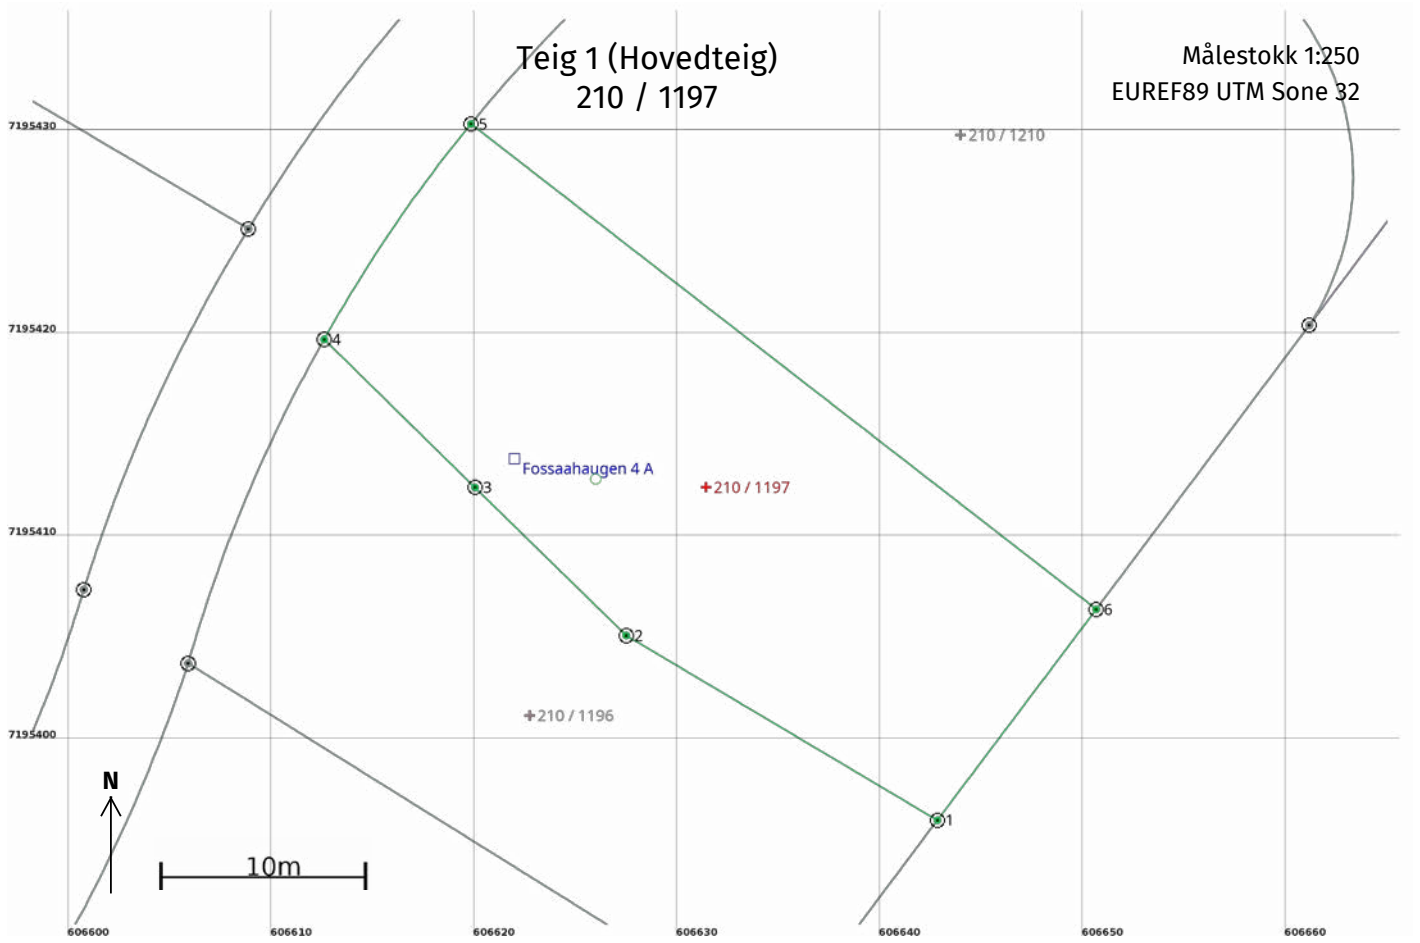 Teig 1 (Hovedteig)
210 / 1197
Målestokk 1:250
EUREF89 UTM Sone 32
7195430
5
210 / 1210
7195420
4
Fossaahaugen 4 A
3
210 / 1197
7195410
6
2
210 / 1196
7195400
N
1
10m
606600
606610
606620
606630
606640
606650
606660